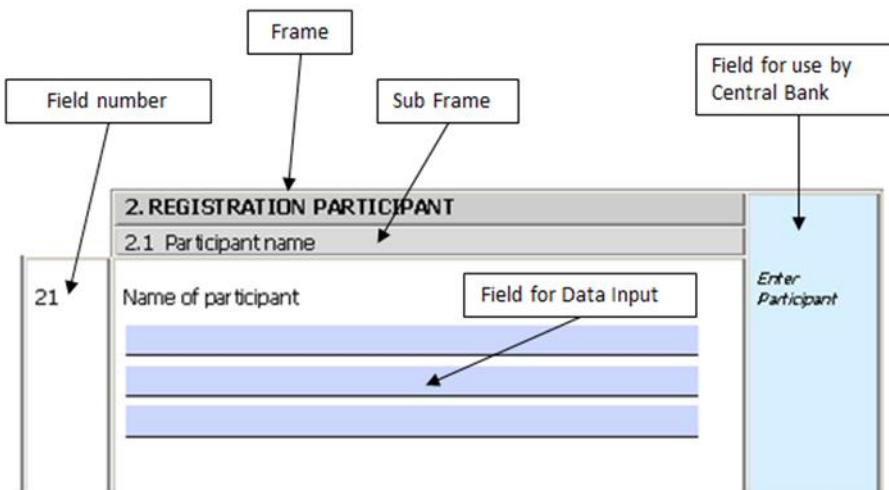 Frame
Field for use by
Central Bank
Field number
Sub Frame
2. REGISTRATION PARTICIPANT
2.1 Participant name
21
Name of participant
Field for Data Input
Enter
Participant